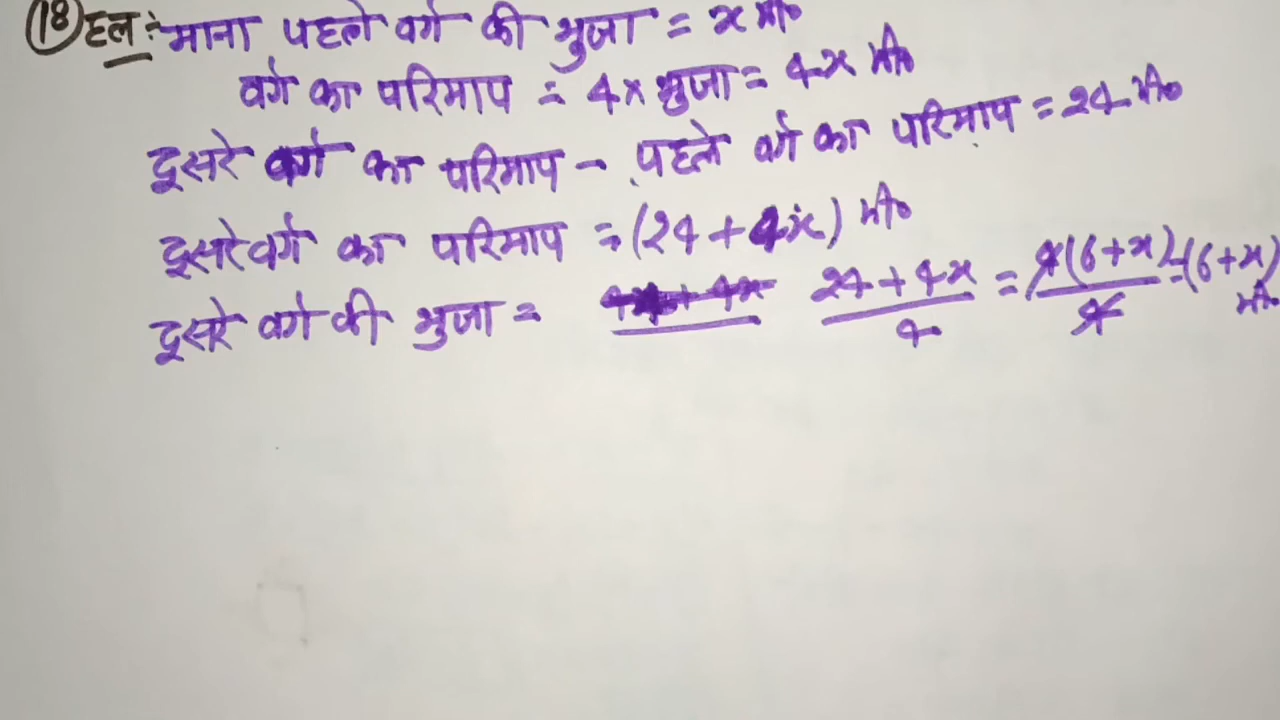 18 हल :- माना पहले वर्ग की भुजा = x मी०
वर्ग का परिमाप = 4x भुजा = 4x मी०
दूसरे वर्ग का परिमाप - पहले वर्ग का परिमाप = 24 मी०
दूसरे वर्ग का परिमाप = (24 + 4x) मी०
दूसरे वर्ग की भुजा = 24 + 4x / 4 = 4(6+x) / 4 = (6+x) मी०